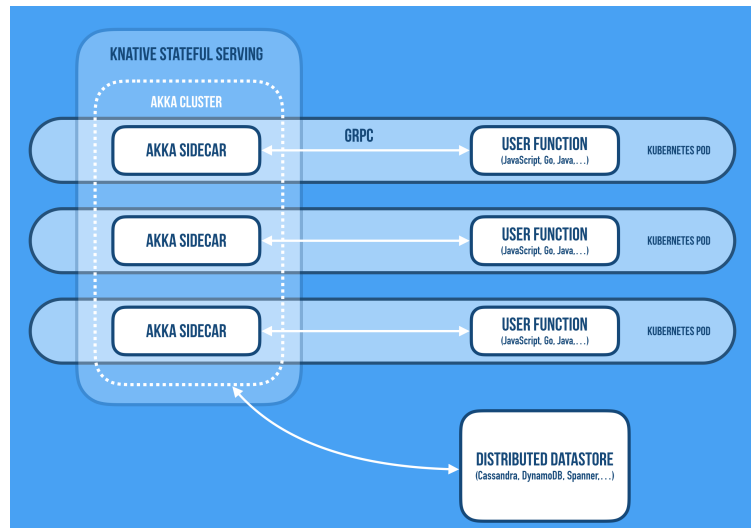 KNATIVE STATEFUL SERVING
AKKA CLUSTER
AKKA SIDECAR
GRPC
USER FUNCTION
(JavaScript, Go, Java,...)
KUBERNETES POD
AKKA SIDECAR
USER FUNCTION
(JavaScript, Go, Java,...)
KUBERNETES POD
AKKA SIDECAR
USER FUNCTION
(JavaScript, Go, Java,...)
KUBERNETES POD
DISTRIBUTED DATASTORE
(Cassandra, DynamoDB, Spanner,...)